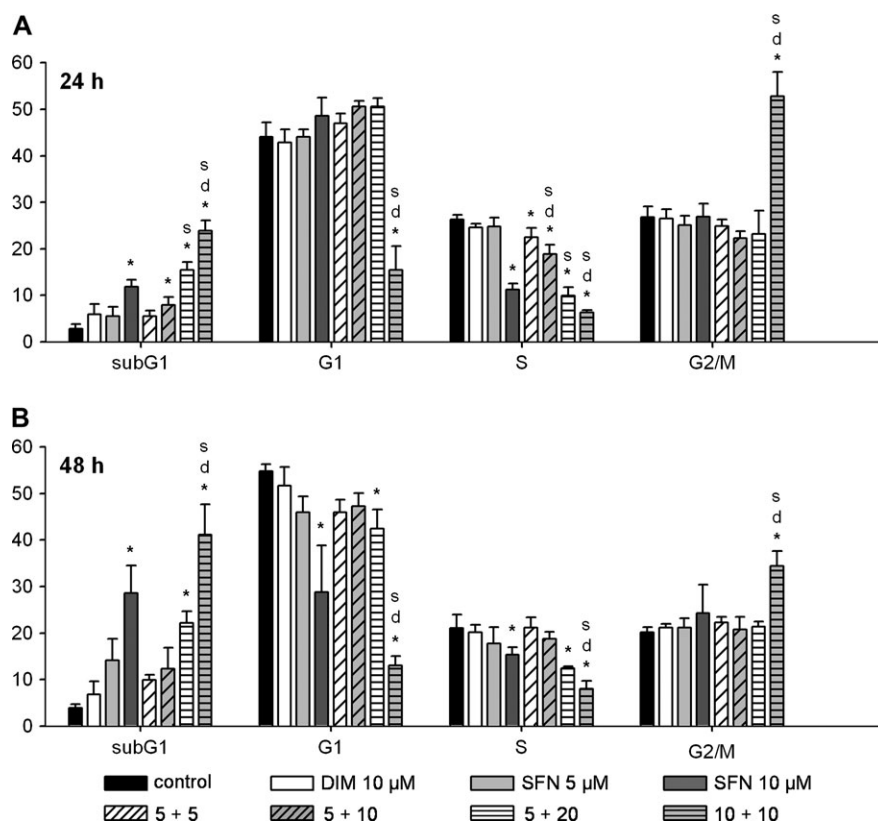 A
24 h
60
50
40
30
20
10
0
* * s * s d * s d * * * s d * s * s d * s d *
subG1 G1 S G2/M
B
48 h
60
50
40
30
20
10
0
* * s d * * * s d * * * s d * s d *
subG1 G1 S G2/M
control DIM 10 µM SFN 5 µM SFN 10 µM
5 + 5 5 + 10 5 + 20 10 + 10